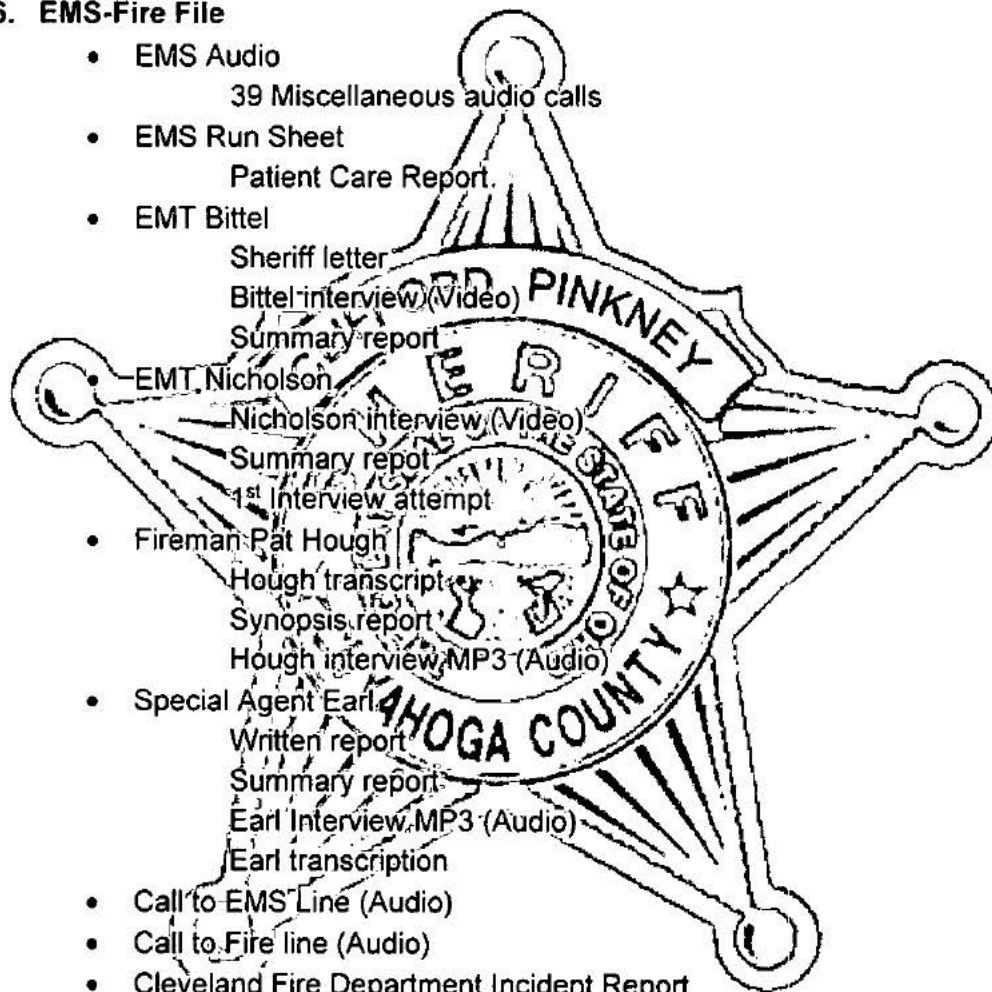 6. EMS-Fire File
• EMS Audio
39 Miscellaneous audio calls
• EMS Run Sheet
Patient Care Report.
• EMT Bittel
Sheriff letter
Bittel interview (Video)
Summary report
• EMT Nicholson
Nicholson interview (Video)
Summary repot
1st Interview attempt
• Fireman Pat Hough
Hough transcript
Synopsis report
Hough interview MP3 (Audio)
• Special Agent Earl
Written report
Summary report
Earl Interview MP3 (Audio)
Earl transcription
• Call to EMS Line (Audio)
• Call to Fire line (Audio)
• Cleveland Fire Department Incident Report
PINKNEY
ERIFF
STATE OF O
AHOGA COUNTY